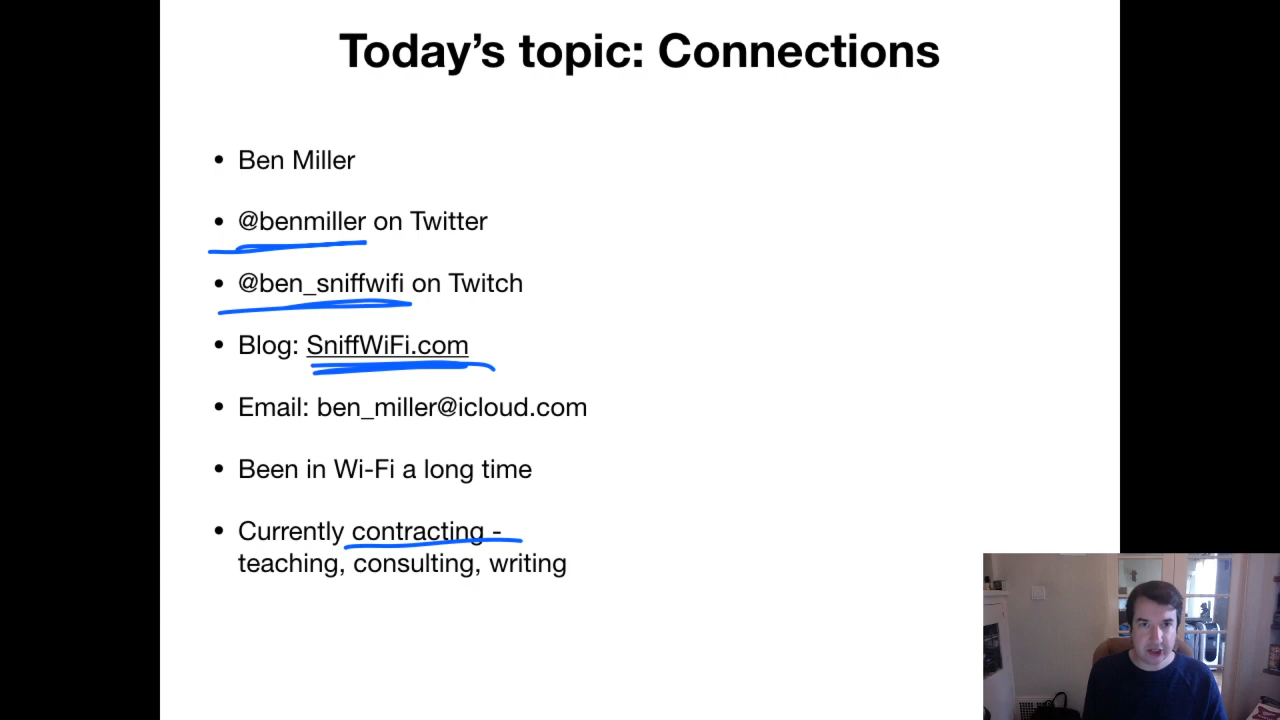 Today’s topic: Connections
• Ben Miller
• @benmiller on Twitter
• @ben_sniffwifi on Twitch
• Blog: SniffWiFi.com
• Email: ben_miller@icloud.com
• Been in Wi-Fi a long time
• Currently contracting -
teaching, consulting, writing